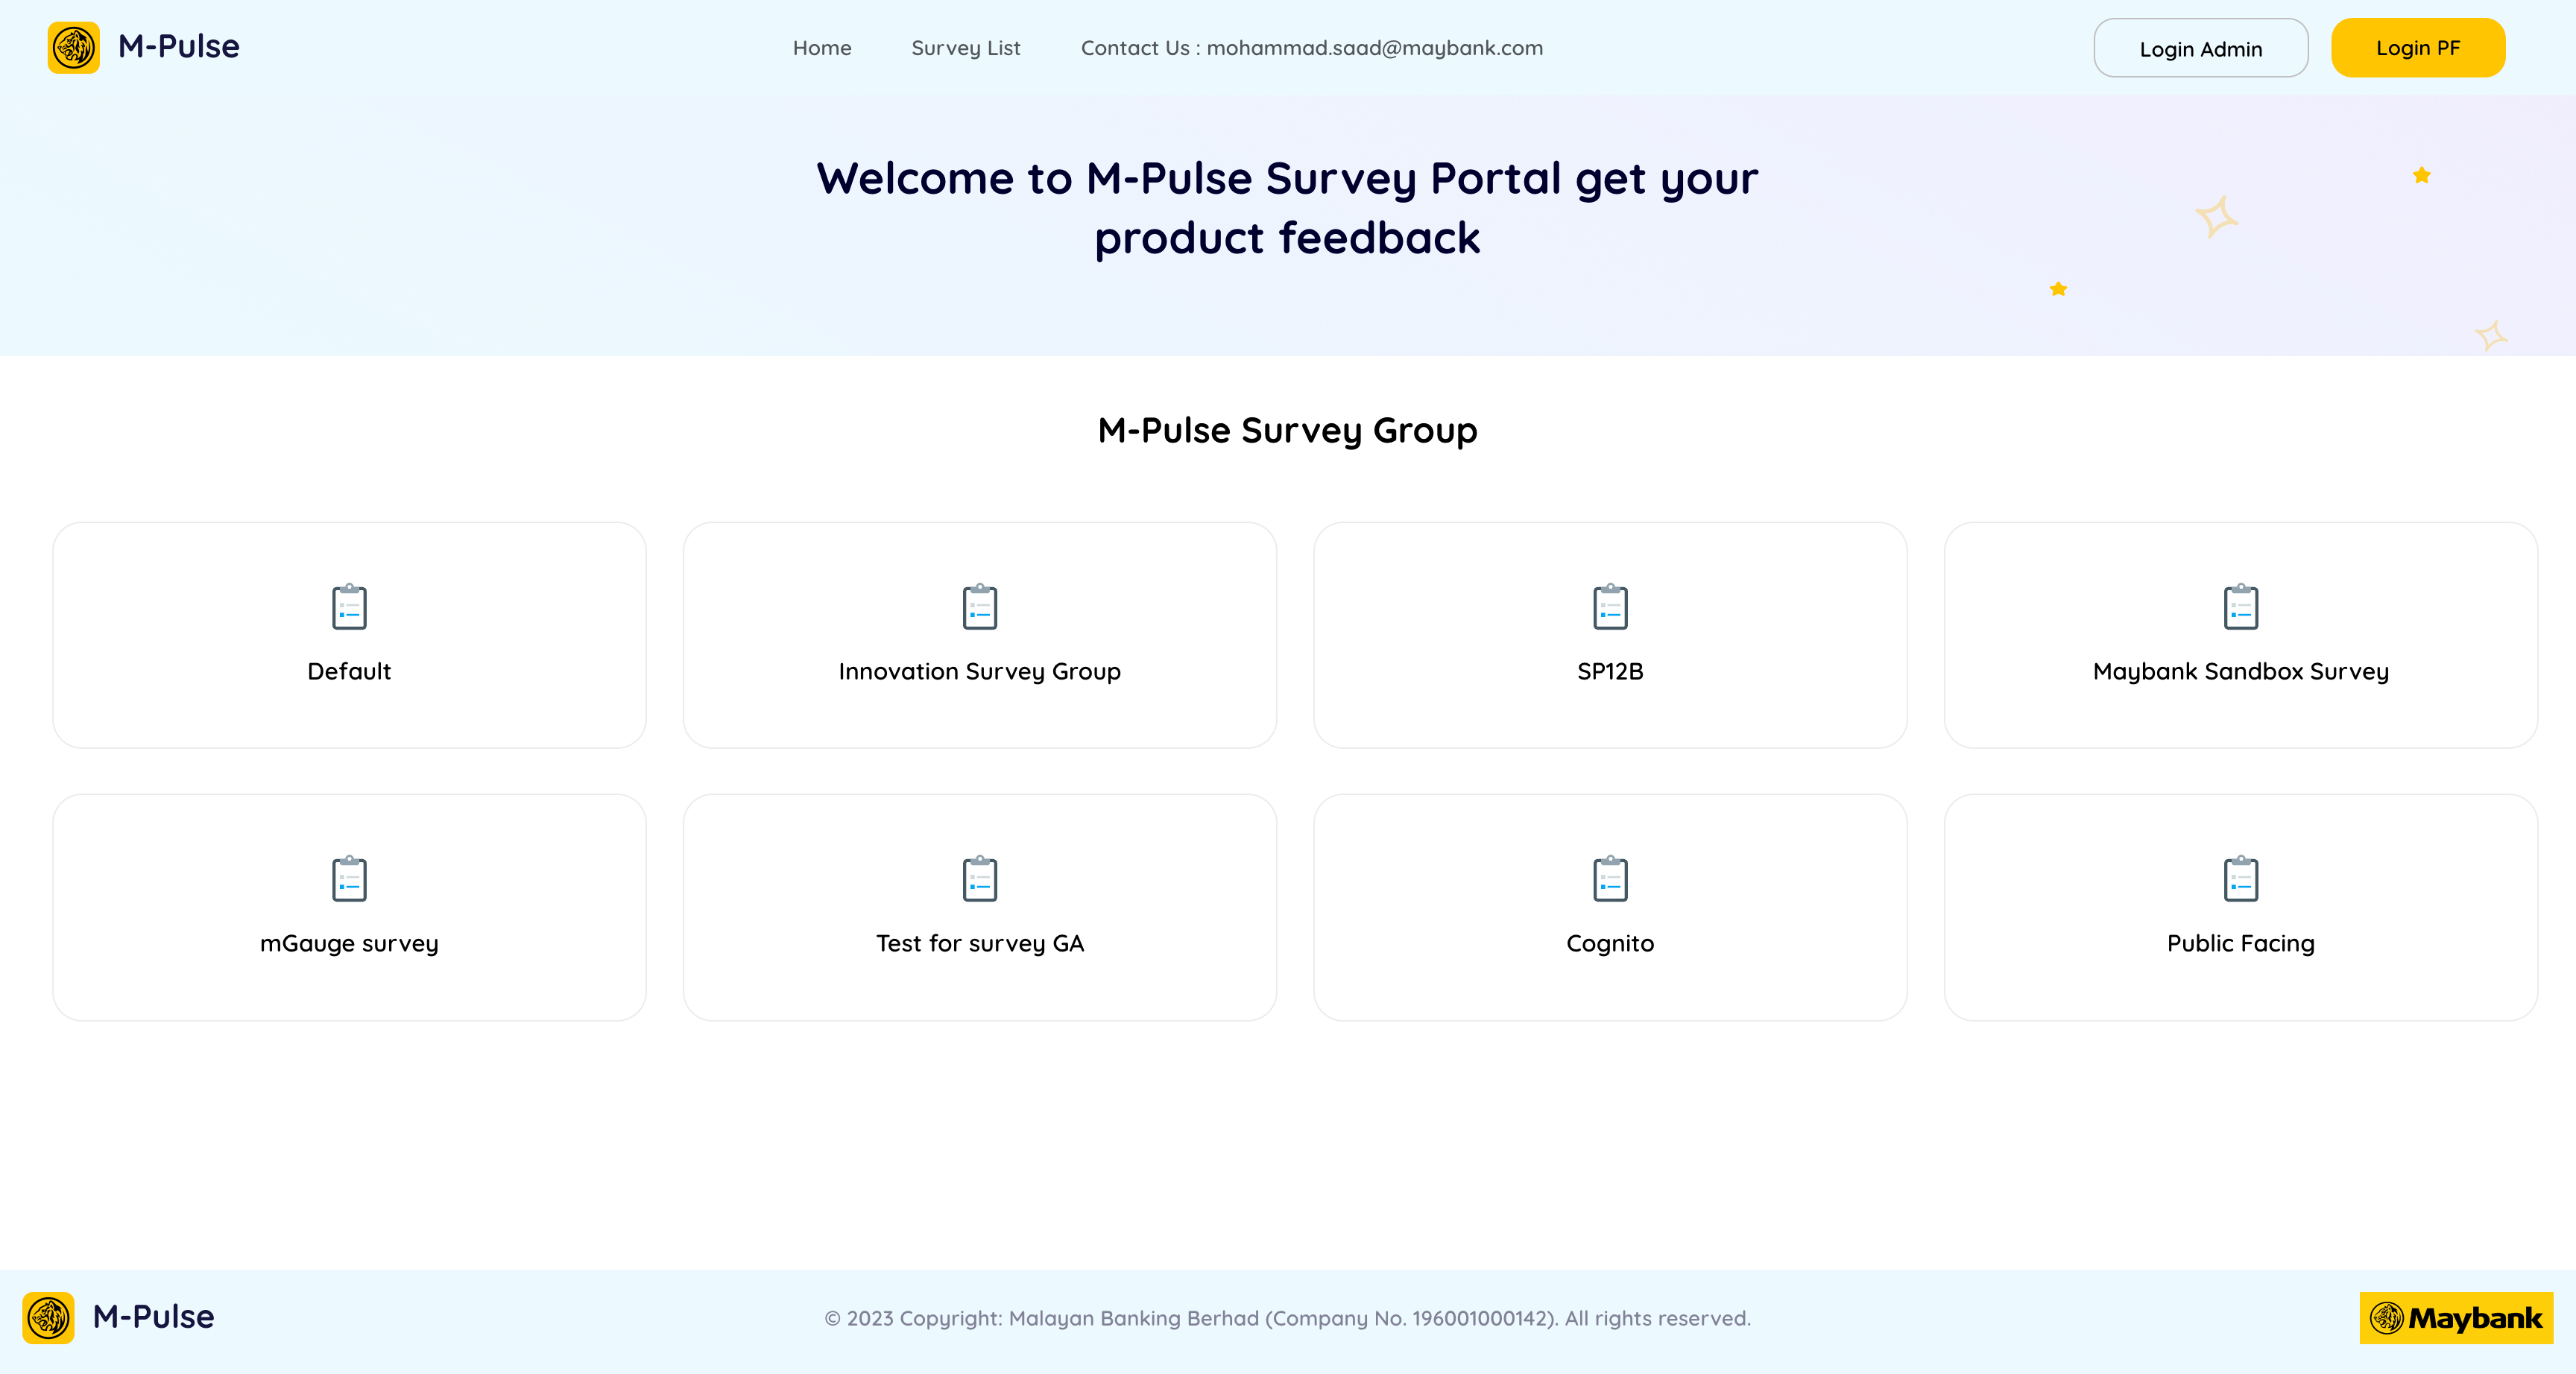 M-Pulse
Home
Survey List
Contact Us : mohammad.saad@maybank.com
Login Admin
Login PF
Welcome to M-Pulse Survey Portal get your
product feedback
M-Pulse Survey Group
Default
Innovation Survey Group
SP12B
Maybank Sandbox Survey
mGauge survey
Test for survey GA
Cognito
Public Facing
M-Pulse
© 2023 Copyright: Malayan Banking Berhad (Company No. 196001000142). All rights reserved.
Maybank